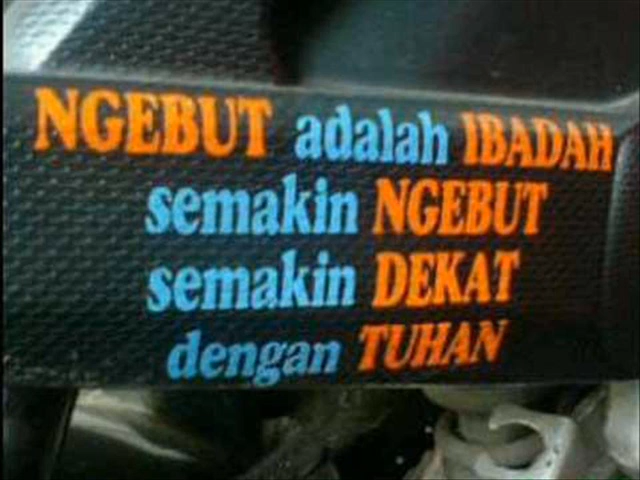 NGEBUT adalah IBADAH
semakin NGEBUT
semakin DEKAT
dengan TUHAN